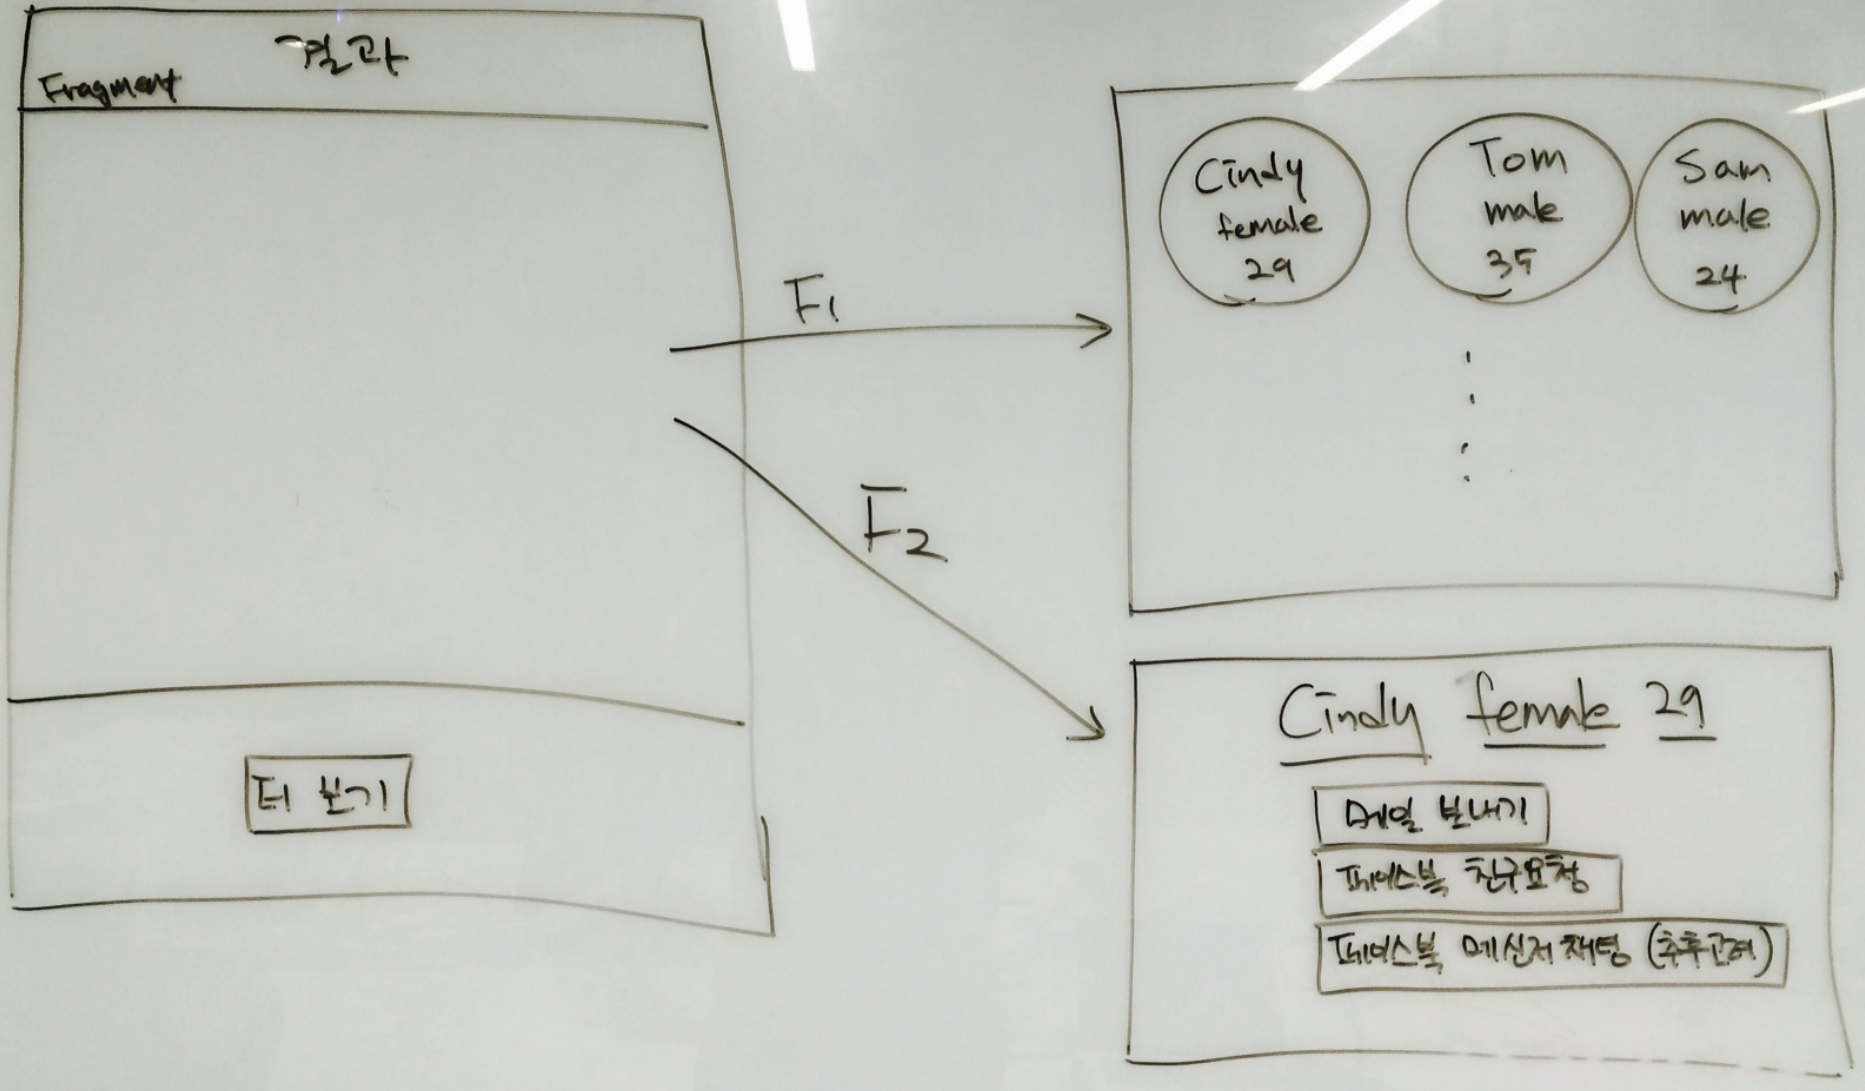 결과
Fragment
더 보기
F1
F2
Cindy
female
29
Tom
male
35
Sam
male
24
Cindy female 29
메일 보내기
페이스북 친구요청
페이스북 메신저 채팅 (추후고려)